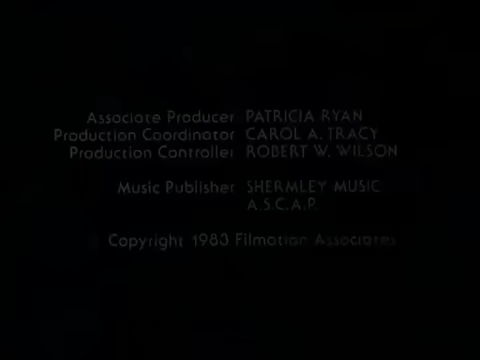 Associate Producer PATRICIA RYAN
Production Coordinator CAROL A. TRACY
Production Controller ROBERT W. WILSON
Music Publisher SHERMLEY MUSIC
A.S.C.A.P.
Copyright 1983 Filmation Associates